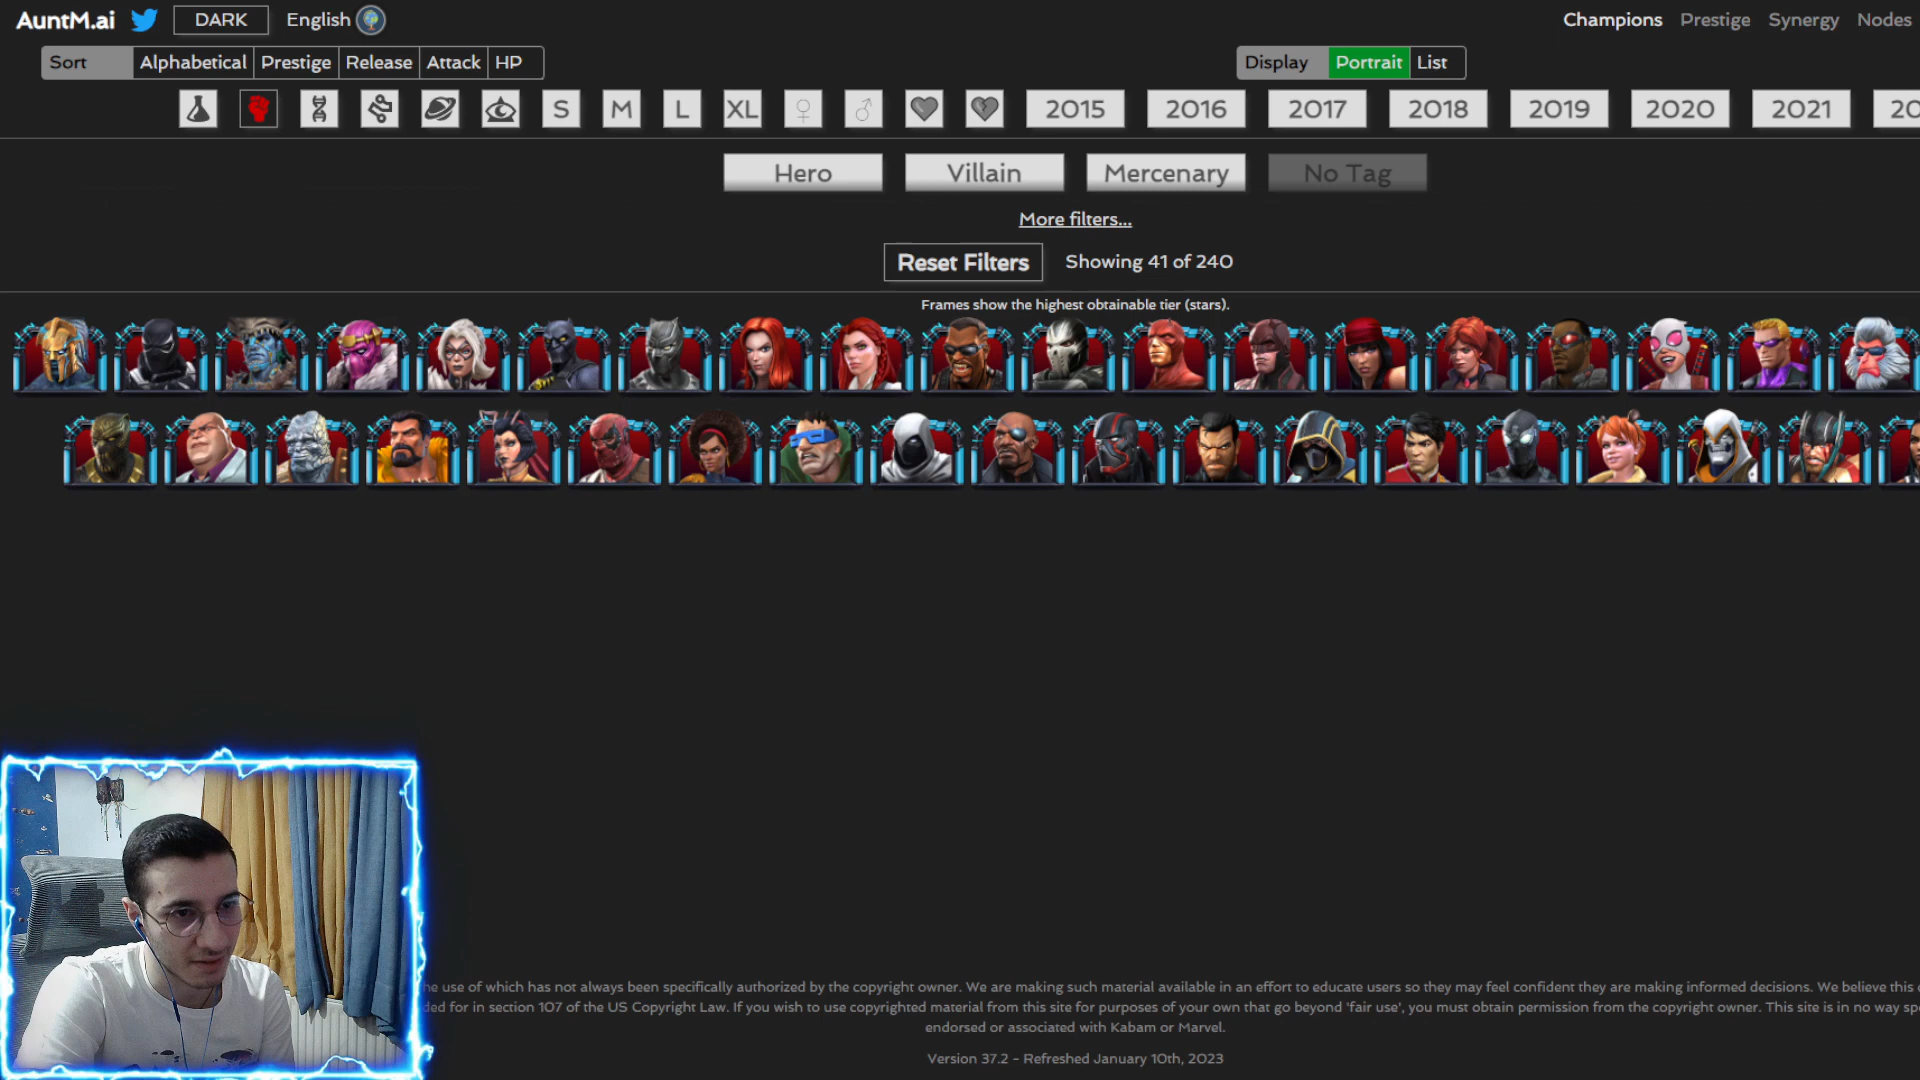 AuntM.ai DARK English Champions Prestige Synergy Nodes
Sort Alphabetical Prestige Release Attack HP Display Portrait List
S M L XL ♀ ♂ 2015 2016 2017 2018 2019 2020 2021 20
Hero Villain Mercenary No Tag
More filters...
Reset Filters Showing 41 of 240
Frames show the highest obtainable tier (stars).
he use of which has not always been specifically authorized by the copyright owner. We are making such material available in an effort to educate users so they may feel confident they are making informed decisions. We believe this
ded for in section 107 of the US Copyright Law. If you wish to use copyrighted material from this site for purposes of your own that go beyond 'fair use', you must obtain permission from the copyright owner. This site is in no way sp
endorsed or associated with Kabam or Marvel.
Version 37.2 - Refreshed January 10th, 2023